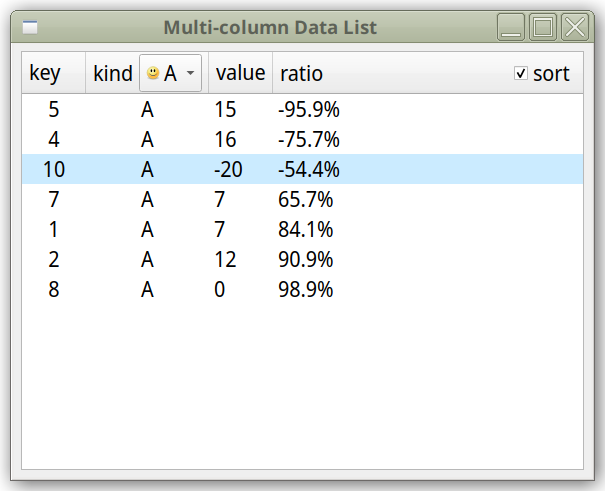 Multi-column Data List
key kind A value ratio sort
5 A 15 -95.9%
4 A 16 -75.7%
10 A -20 -54.4%
7 A 7 65.7%
1 A 7 84.1%
2 A 12 90.9%
8 A 0 98.9%